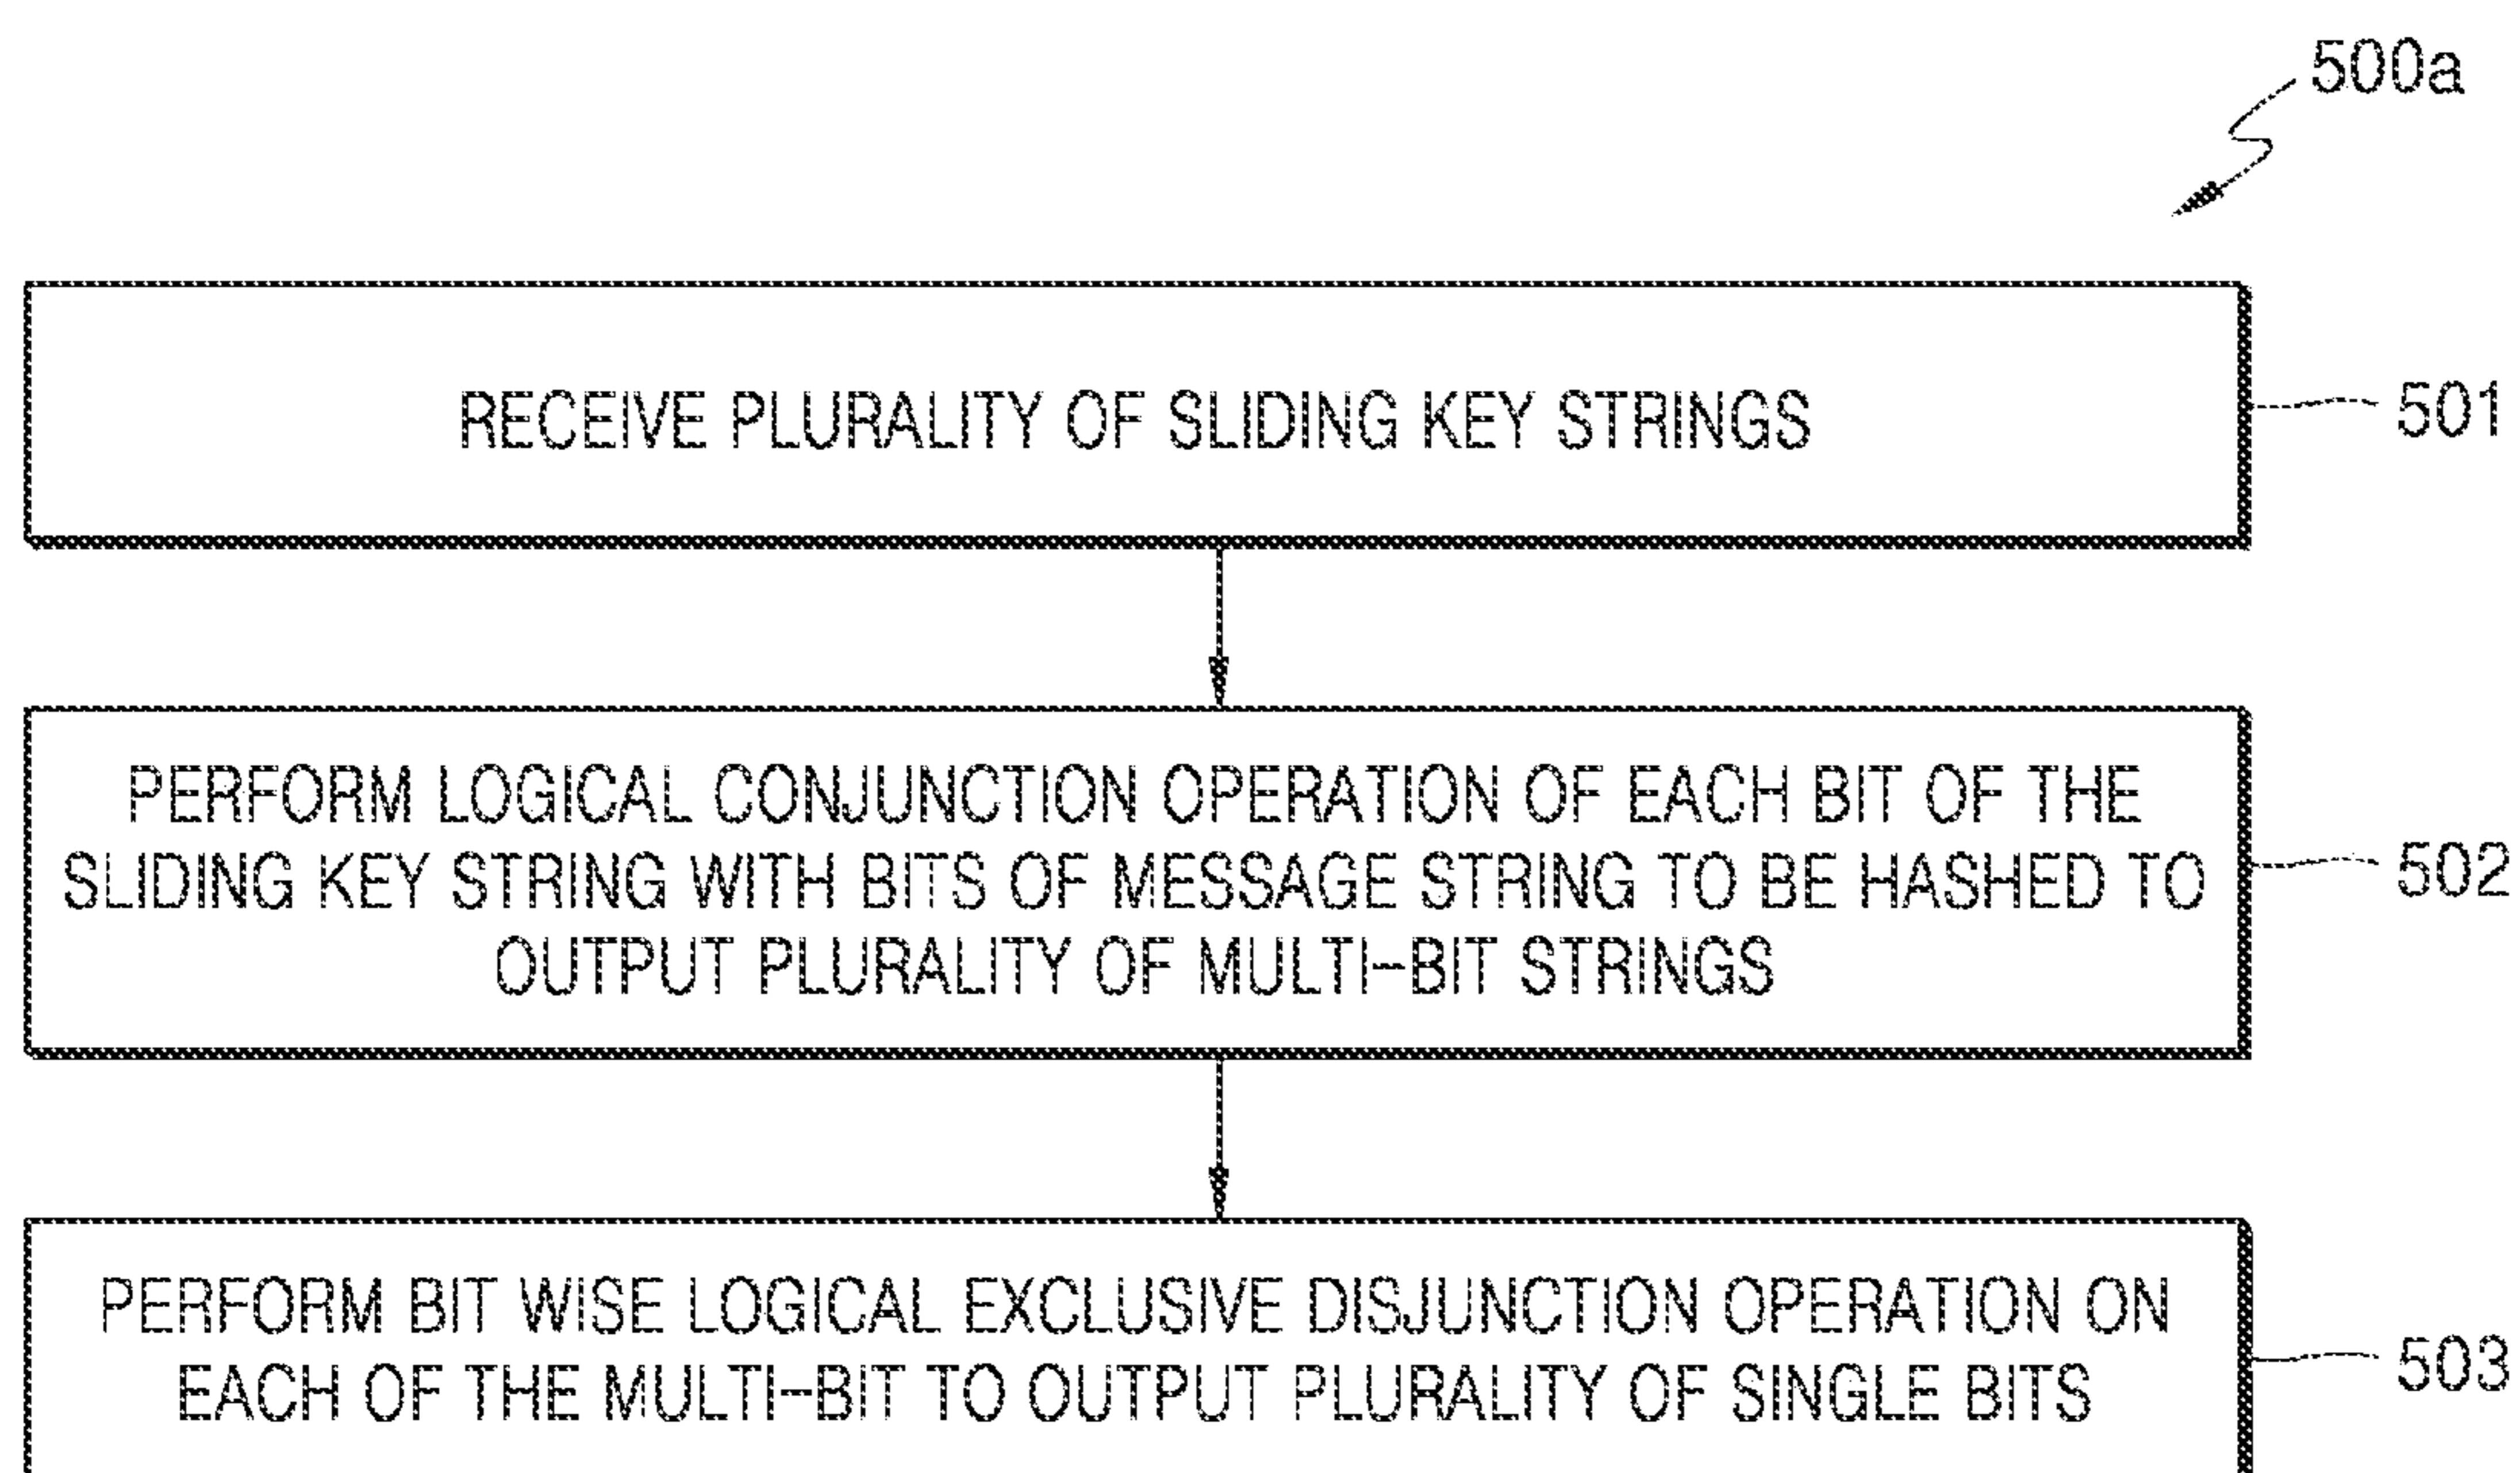 500a
RECEIVE PLURALITY OF SLIDING KEY STRINGS
501
PERFORM LOGICAL CONJUNCTION OPERATION OF EACH BIT OF THE
SLIDING KEY STRING WITH BITS OF MESSAGE STRING TO BE HASHED TO
OUTPUT PLURALITY OF MULTI-BIT STRINGS
502
PERFORM BIT WISE LOGICAL EXCLUSIVE DISJUNCTION OPERATION ON
EACH OF THE MULTI-BIT TO OUTPUT PLURALITY OF SINGLE BITS
503